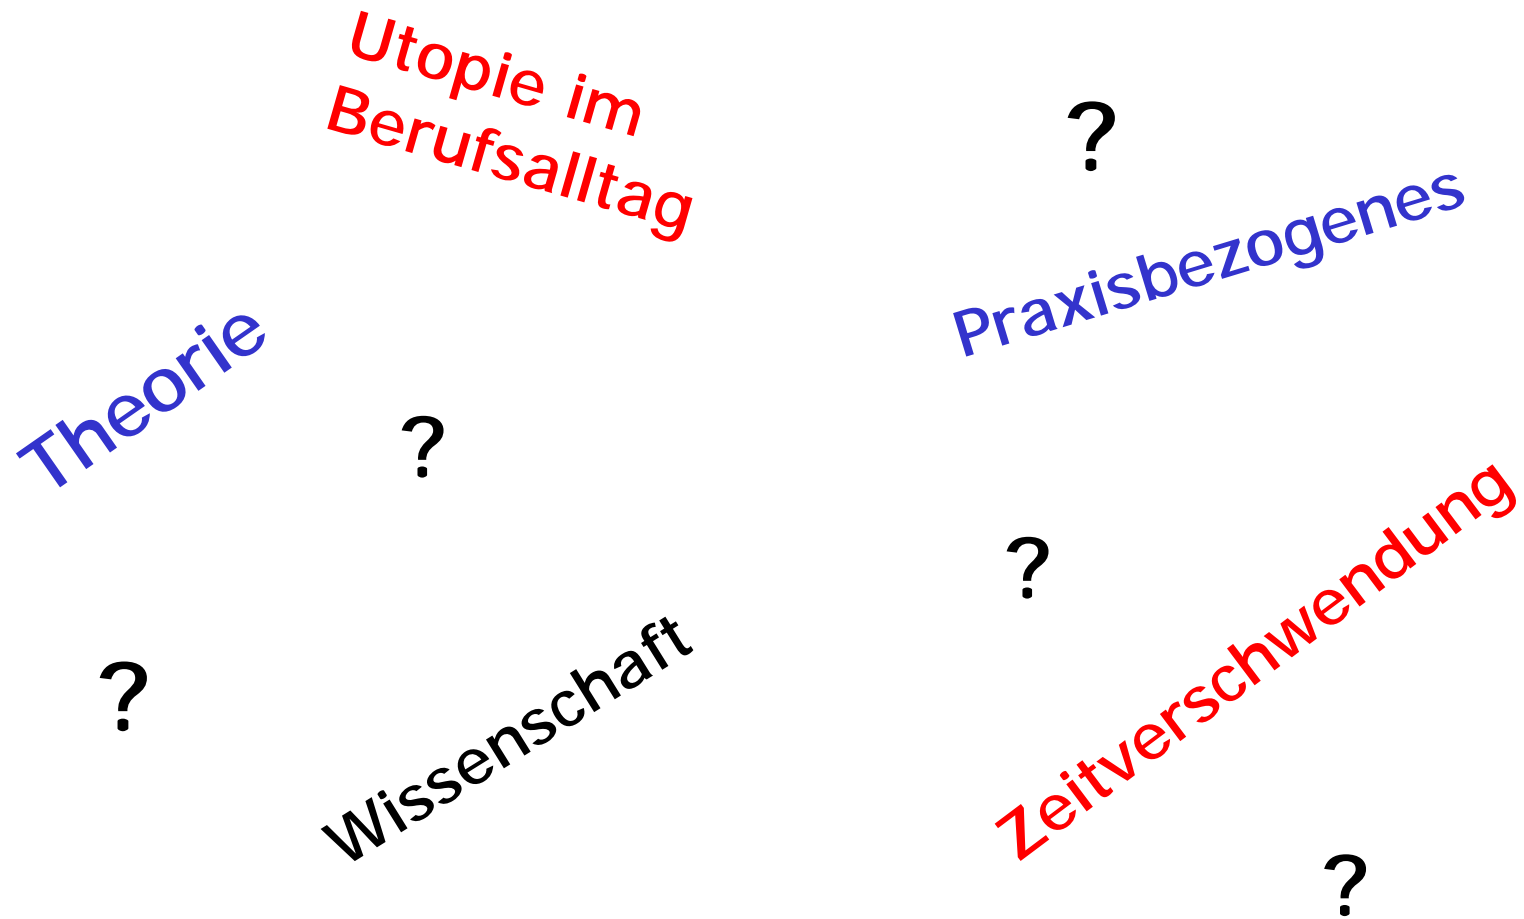 Utopie im
Berufsalltag
?
Praxisbezogenes
Theorie
?
?
Zeitverschwendung
?
Wissenschaft
?